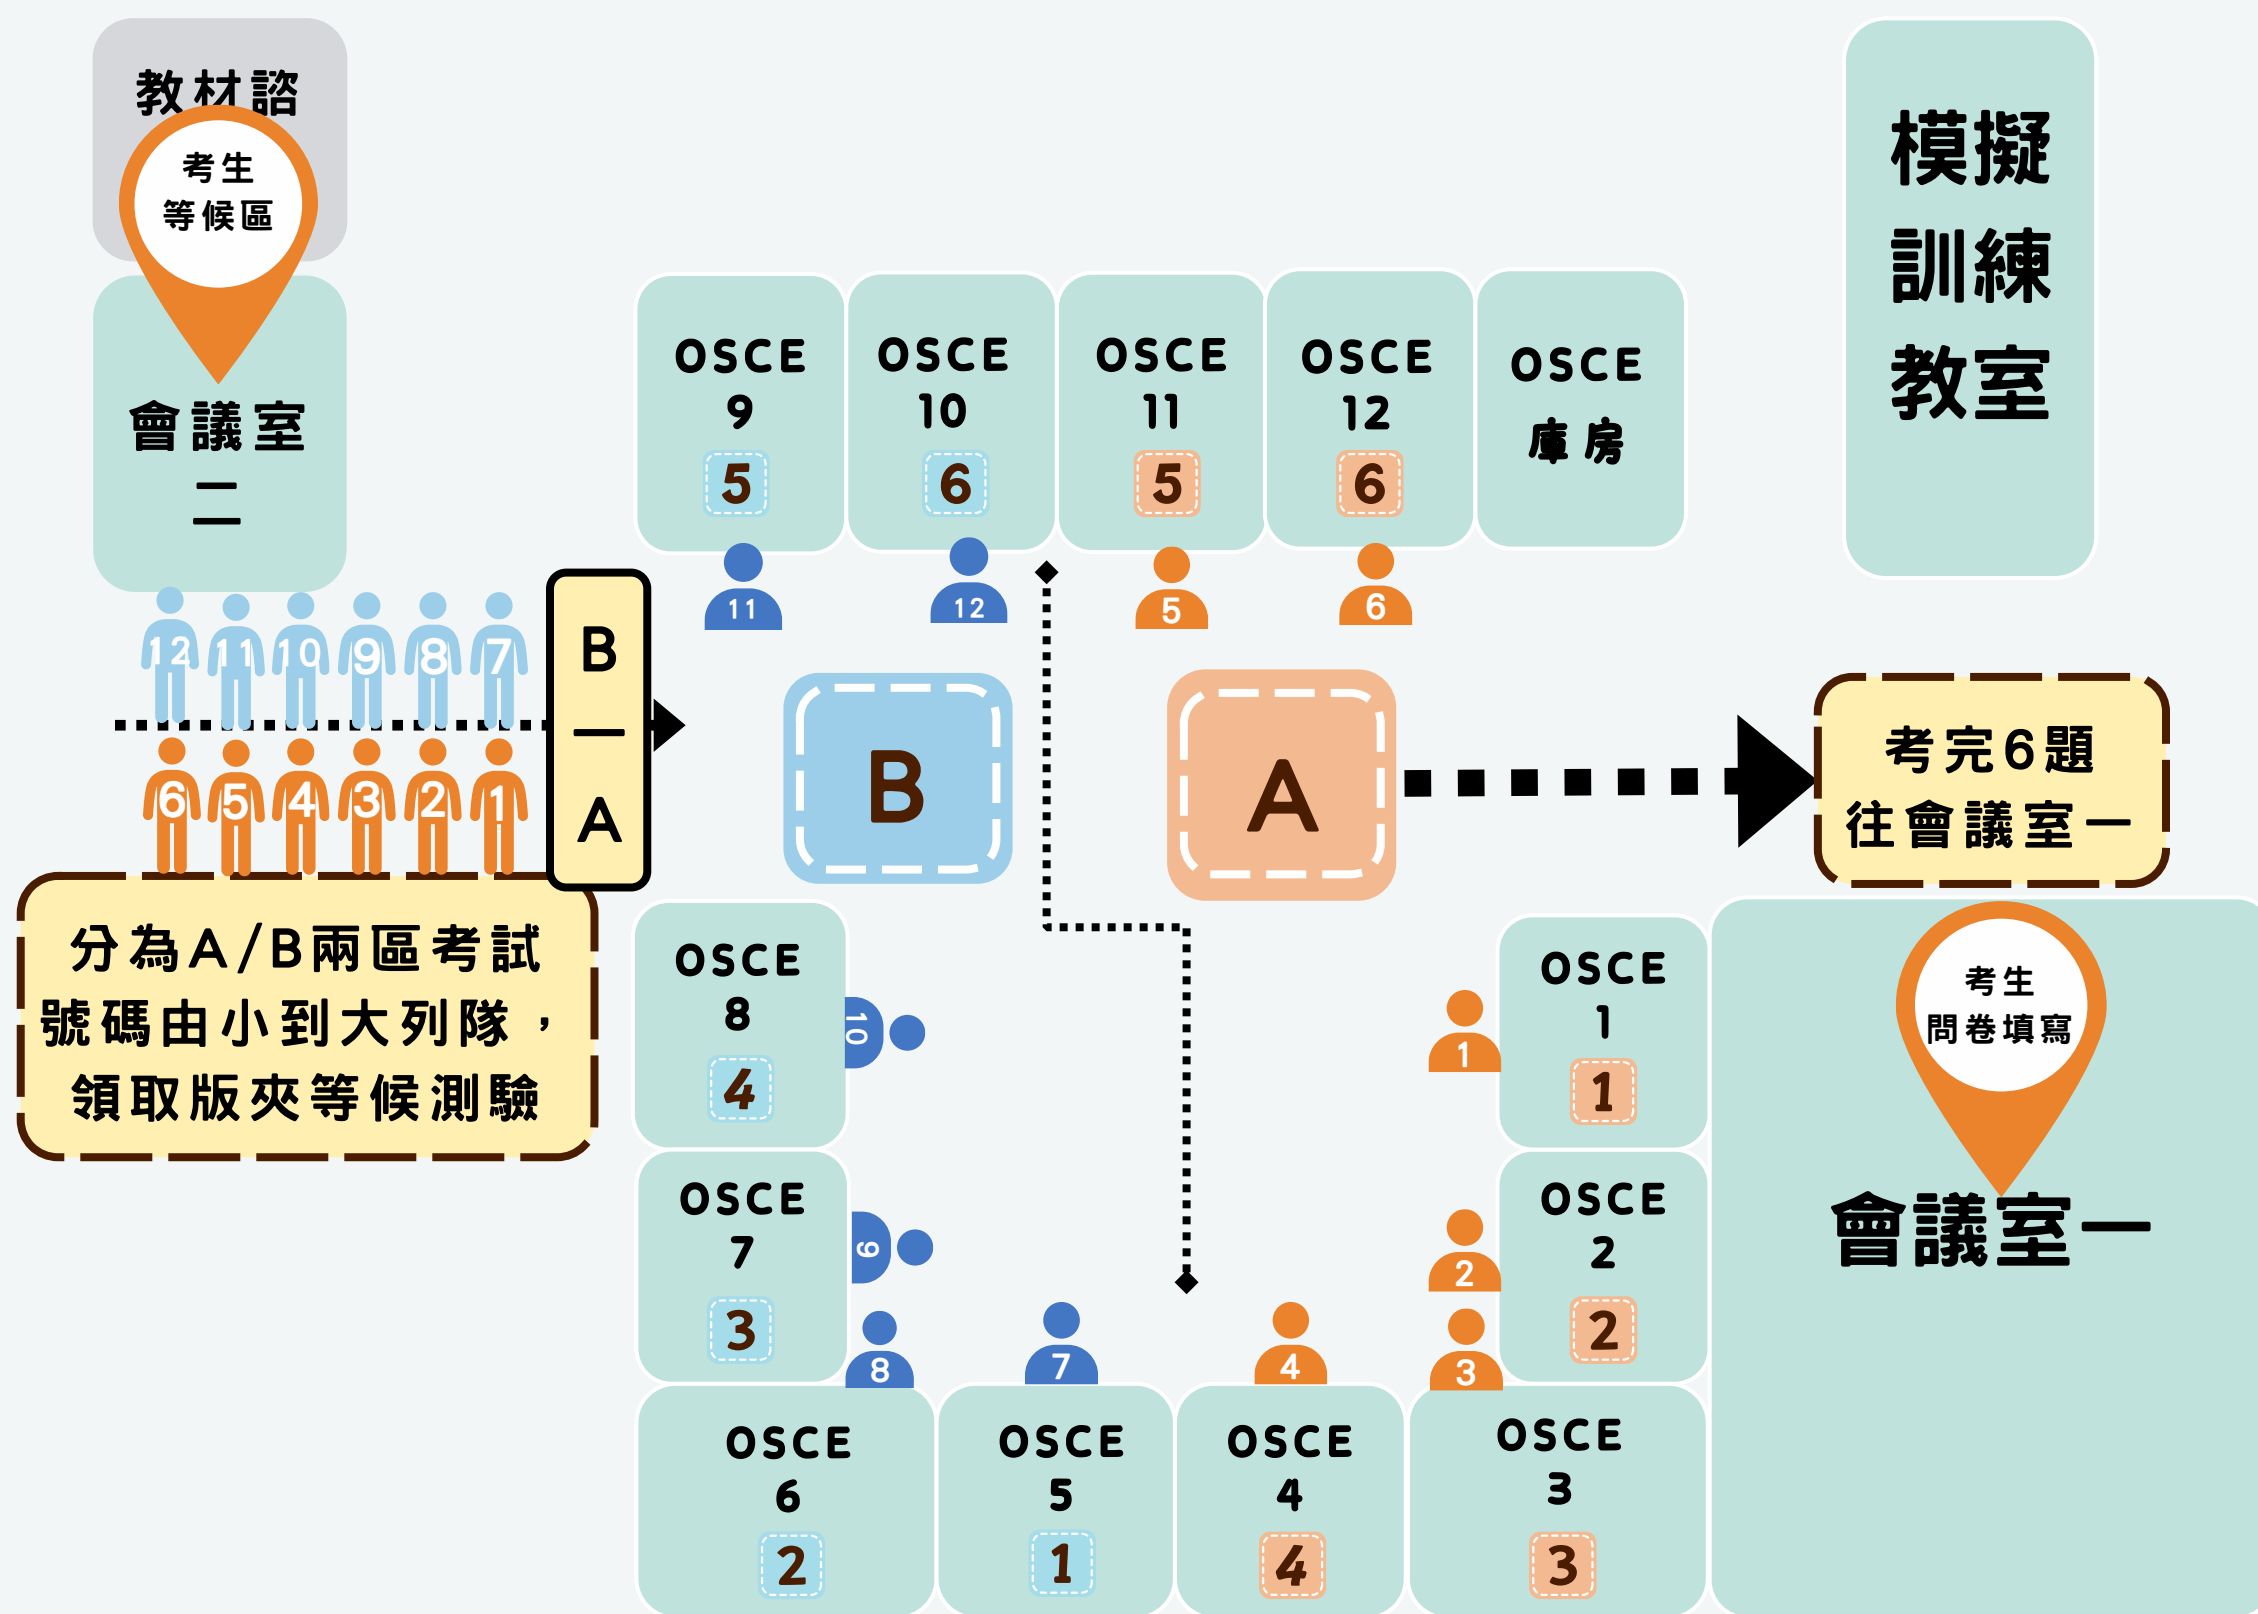 教材諮
考生
等候區
會議室
二
12 11 10 9 8 7
6 5 4 3 2 1
B
A
分為A/B兩區考試
號碼由小到大列隊，
領取版夾等候測驗
OSCE
9
5
11
OSCE
10
6
12
OSCE
11
5
5
OSCE
12
6
6
OSCE
庫房
模擬
訓練
教室
B
A
考完6題
往會議室一
OSCE
8
4
10
OSCE
7
3
9
OSCE
6
2
8
OSCE
5
1
7
OSCE
4
4
4
OSCE
3
3
3
OSCE
2
2
2
OSCE
1
1
1
考生
問卷填寫
會議室一